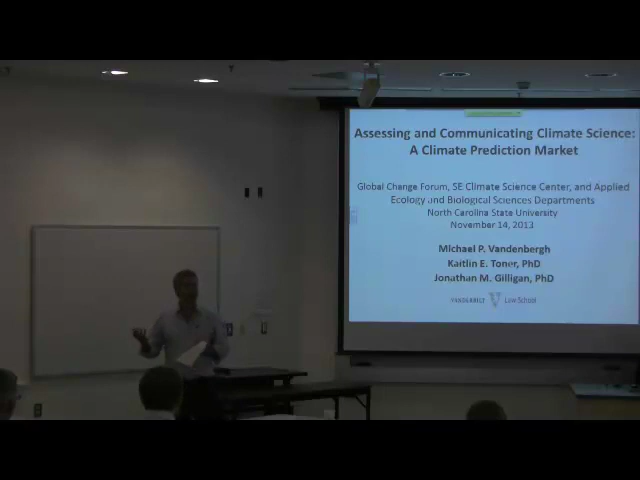 Assessing and Communicating Climate Science:
A Climate Prediction Market
Global Change Forum, SE Climate Science Center, and Applied
Ecology and Biological Sciences Departments
North Carolina State University
November 14, 2013
Michael P. Vandenbergh
Kaitlin E. Toner, PhD
Jonathan M. Gilligan, PhD
VANDERBILT V Law School